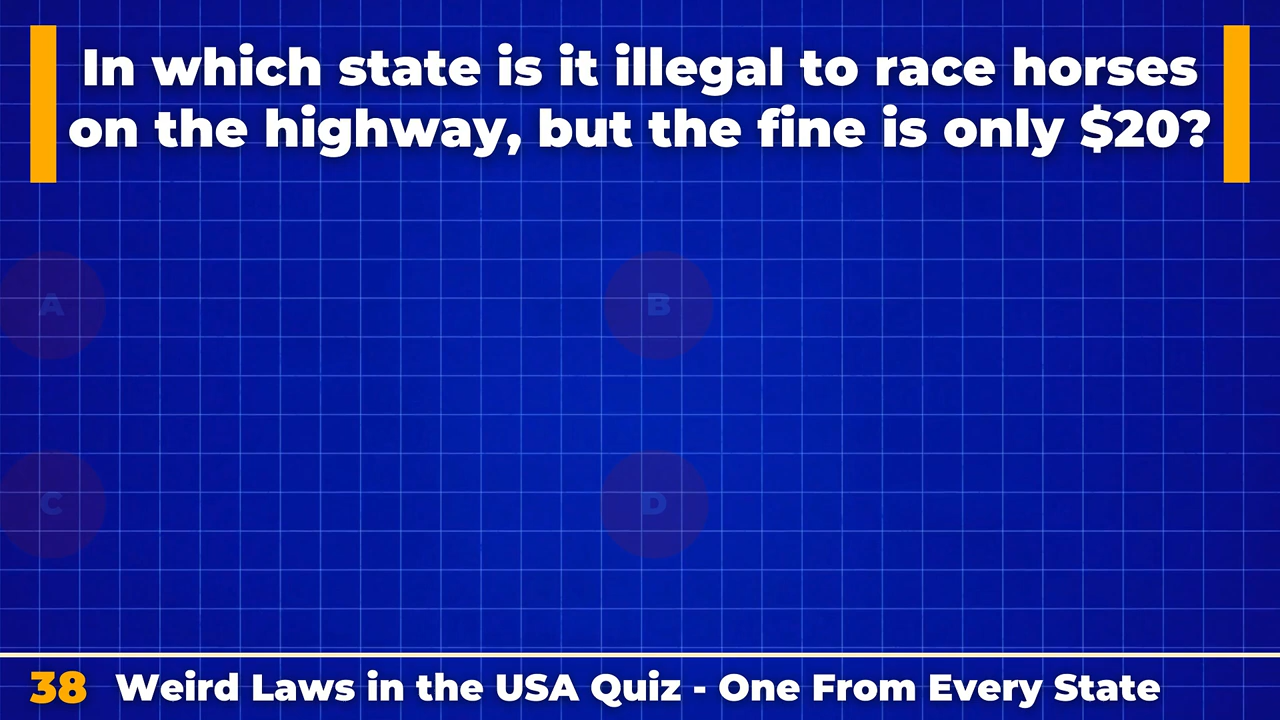 In which state is it illegal to race horses
on the highway, but the fine is only $20?
A
B
C
D
38 Weird Laws in the USA Quiz - One From Every State